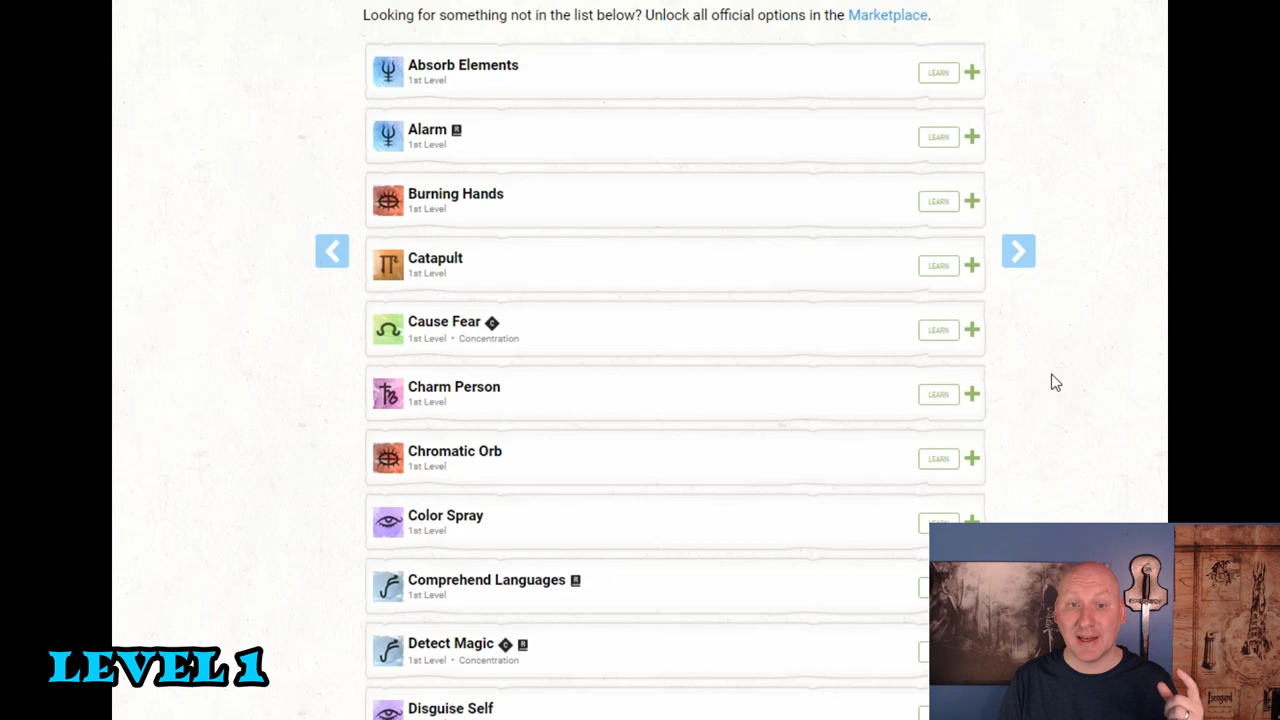 Looking for something not in the list below? Unlock all official options in the Marketplace.
Absorb Elements
1st Level
LEARN
Alarm
1st Level
LEARN
Burning Hands
1st Level
LEARN
Catapult
1st Level
LEARN
Cause Fear
1st Level • Concentration
LEARN
Charm Person
1st Level
LEARN
Chromatic Orb
1st Level
LEARN
Color Spray
1st Level
LEARN
Comprehend Languages
1st Level
Detect Magic
1st Level • Concentration
Disguise Self
LEVEL 1
Isengard